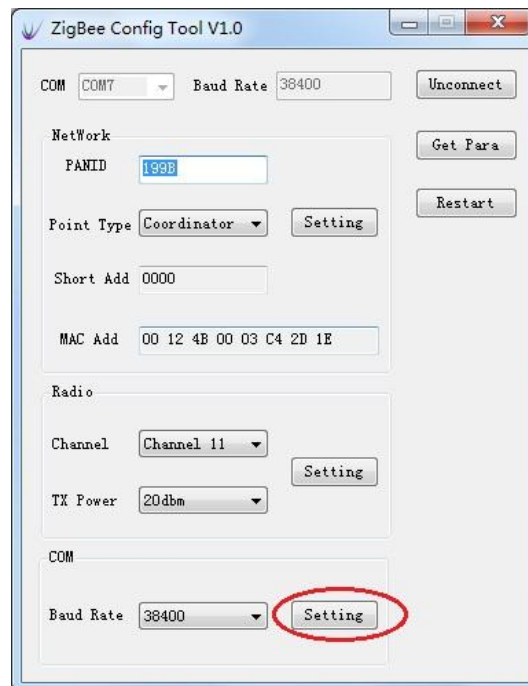 ZigBee Config Tool V1.0
COM COM7 Baud Rate 38400 Unconnect
NetWork
Get Para
PANID 199B
Restart
Point Type Coordinator Setting
Short Add 0000
MAC Add 00 12 4B 00 03 C4 2D 1E
Radio
Channel Channel 11
Setting
TX Power 20dbm
COM
Baud Rate 38400 Setting